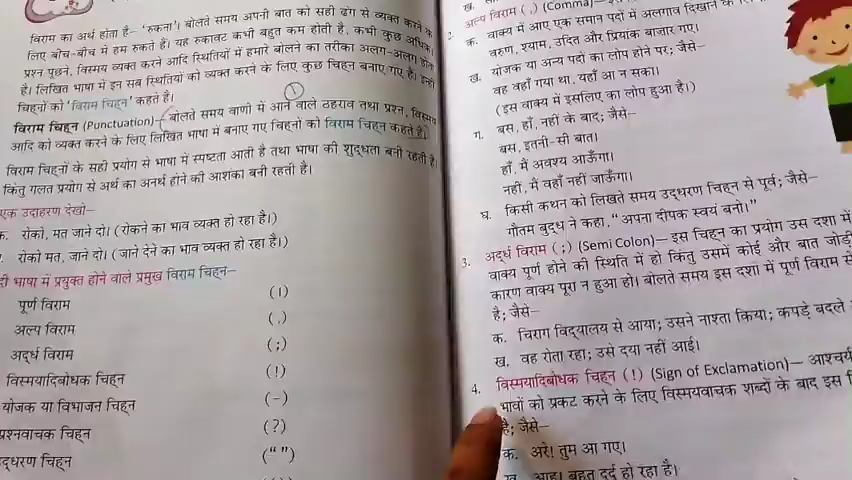 विराम का अर्थ होता है– 'रुकना'। बोलते समय अपनी बात को सही ढंग से व्यक्त करने के
लिए बीच-बीच में हम रुकते हैं। यह रुकावट कभी बहुत कम होती है, कभी कुछ अधिक।
प्रश्न पूछने, विस्मय व्यक्त करने आदि स्थितियों में हमारे बोलने का तरीका अलग-अलग होता
है। लिखित भाषा में इन सब स्थितियों को व्यक्त करने के लिए कुछ चिह्न बनाए गए हैं। इन्हीं
चिह्नों को 'विराम चिह्न' कहते हैं।
1
विराम चिह्न (Punctuation)– बोलते समय वाणी में आने वाले ठहराव तथा प्रश्न, विस्मय
आदि को व्यक्त करने के लिए लिखित भाषा में बनाए गए चिह्नों को विराम चिह्न कहते हैं।
विराम चिह्नों के सही प्रयोग से भाषा में स्पष्टता आती है तथा भाषा की शुद्धता बनी रहती है
किंतु गलत प्रयोग से अर्थ का अनर्थ होने की आशंका बनी रहती है।
एक उदाहरण देखो–
क. रोको, मत जाने दो। (रोकने का भाव व्यक्त हो रहा है।)
रोको मत, जाने दो। (जाने देने का भाव व्यक्त हो रहा है।)
दी भाषा में प्रयुक्त होने वाले प्रमुख विराम चिह्न–
पूर्ण विराम (।)
अल्प विराम (,)
अर्द्ध विराम (;)
विस्मयादिबोधक चिह्न (!)
योजक या विभाजन चिह्न (-)
प्रश्नवाचक चिह्न (?)
द्धरण चिह्न (“ ”)
ख.
2. अल्प विराम (,) (Comma)–
क. वाक्य में आए एक समान पदों में अलगाव दिखाने के
वरुण, श्याम, उदित और प्रियांक बाज़ार गए।
ख. योजक या अन्य पदों का लोप होने पर; जैसे–
वह वहाँ गया था, यहाँ आ न सका।
(इस वाक्य में इसलिए का लोप हुआ है।)
ग. बस, हाँ, नहीं के बाद; जैसे–
बस, इतनी-सी बात।
हाँ, मैं अवश्य आऊँगा।
नहीं, मैं वहाँ नहीं जाऊँगा।
घ. किसी कथन को लिखते समय उद्धरण चिह्न से पूर्व; जैसे–
गौतम बुद्ध ने कहा, “अपना दीपक स्वयं बनो।”
3. अर्द्ध विराम (;) (Semi Colon)– इस चिह्न का प्रयोग उस दशा में
वाक्य पूर्ण होने की स्थिति में हो किंतु उसमें कोई और बात जोड़ी
कारण वाक्य पूरा न हुआ हो। बोलते समय इस दशा में पूर्ण विराम से
है; जैसे–
क. चिराग विद्यालय से आया; उसने नाश्ता किया; कपड़े बदले
ख. वह रोता रहा; उसे दया नहीं आई।
4. विस्मयादिबोधक चिह्न (!) (Sign of Exclamation)– आश्चर्य
भावों को प्रकट करने के लिए विस्मयवाचक शब्दों के बाद इस
है; जैसे–
क. अरे! तुम आ गए।
ख. आह! बहुत दर्द हो रहा है।